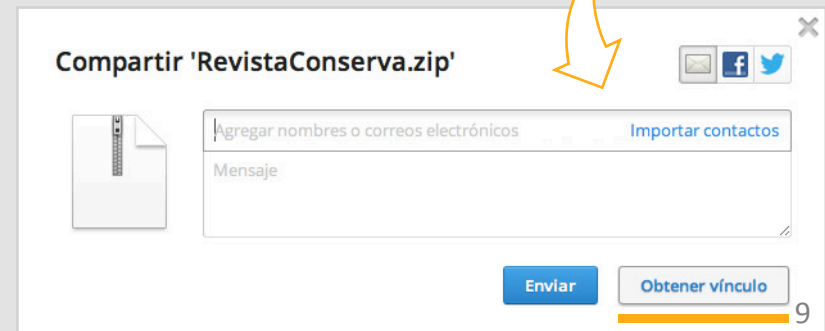 Compartir 'RevistaConserva.zip'
Agregar nombres o correos electrónicos Importar contactos
Mensaje
Enviar Obtener vínculo
9